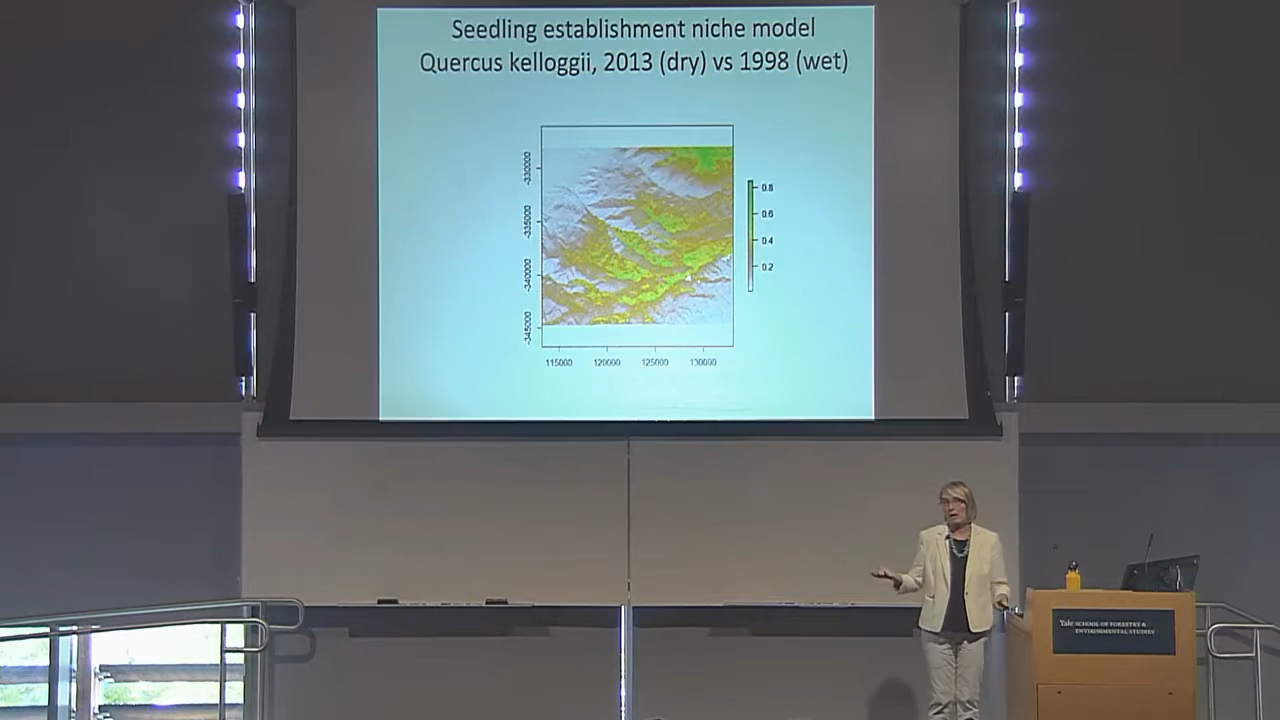 Seedling establishment niche model
Quercus kelloggii, 2013 (dry) vs 1998 (wet)
-330000
-335000
-340000
-345000
115000 120000 125000 130000
0.8
0.6
0.4
0.2
Yale SCHOOL OF FORESTRY &
ENVIRONMENTAL STUDIES